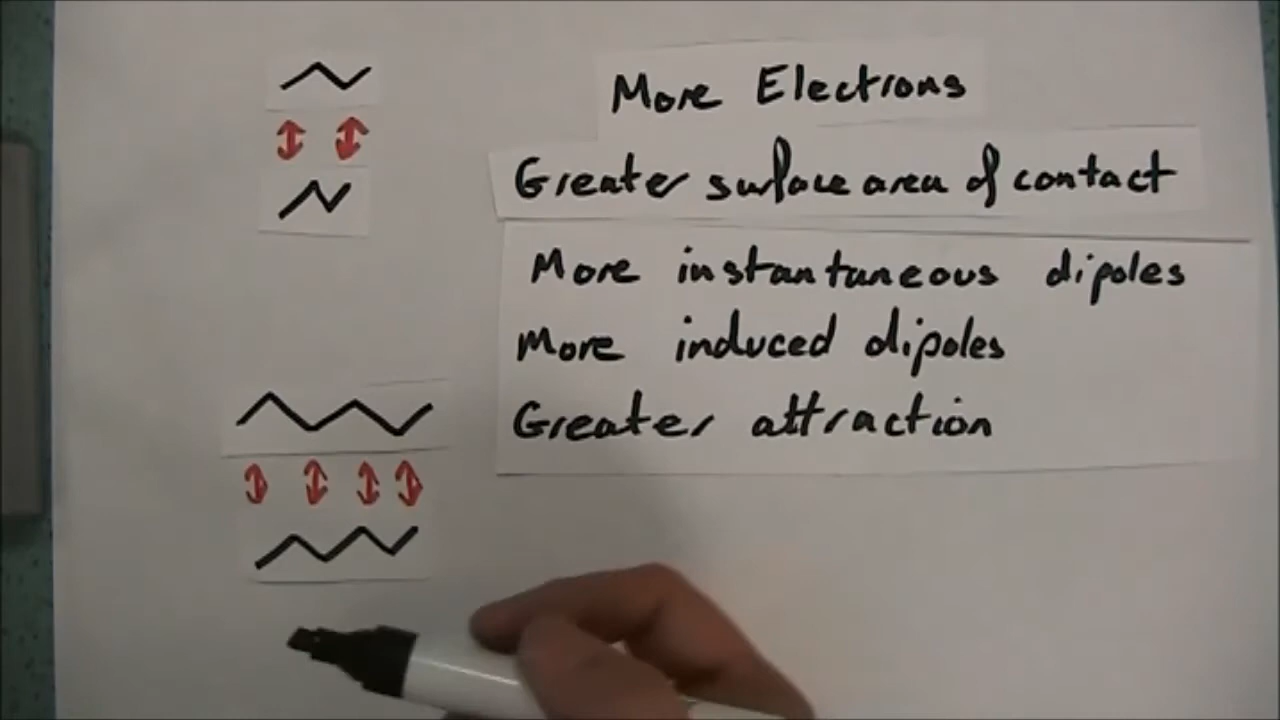 More Electrons
Greater surface area of contact
More instantaneous dipoles
More induced dipoles
Greater attraction